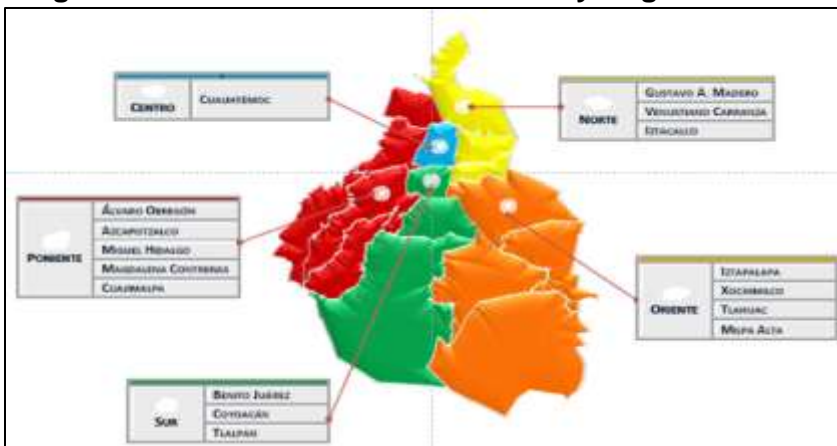 CENTRO
CUAUHTÉMOC
NORTE
GUSTAVO A. MADERO
VENUSTIANO CARRANZA
IZTACALCO
PONIENTE
ÁLVARO OBREGÓN
AZCAPOTZALCO
MIGUEL HIDALGO
MAGDALENA CONTRERAS
CUAJIMALPA
ORIENTE
IZTAPALAPA
XOCHIMILCO
TLAHUAC
MILPA ALTA
SUR
BENITO JUÁREZ
COYOACÁN
TLALPAN